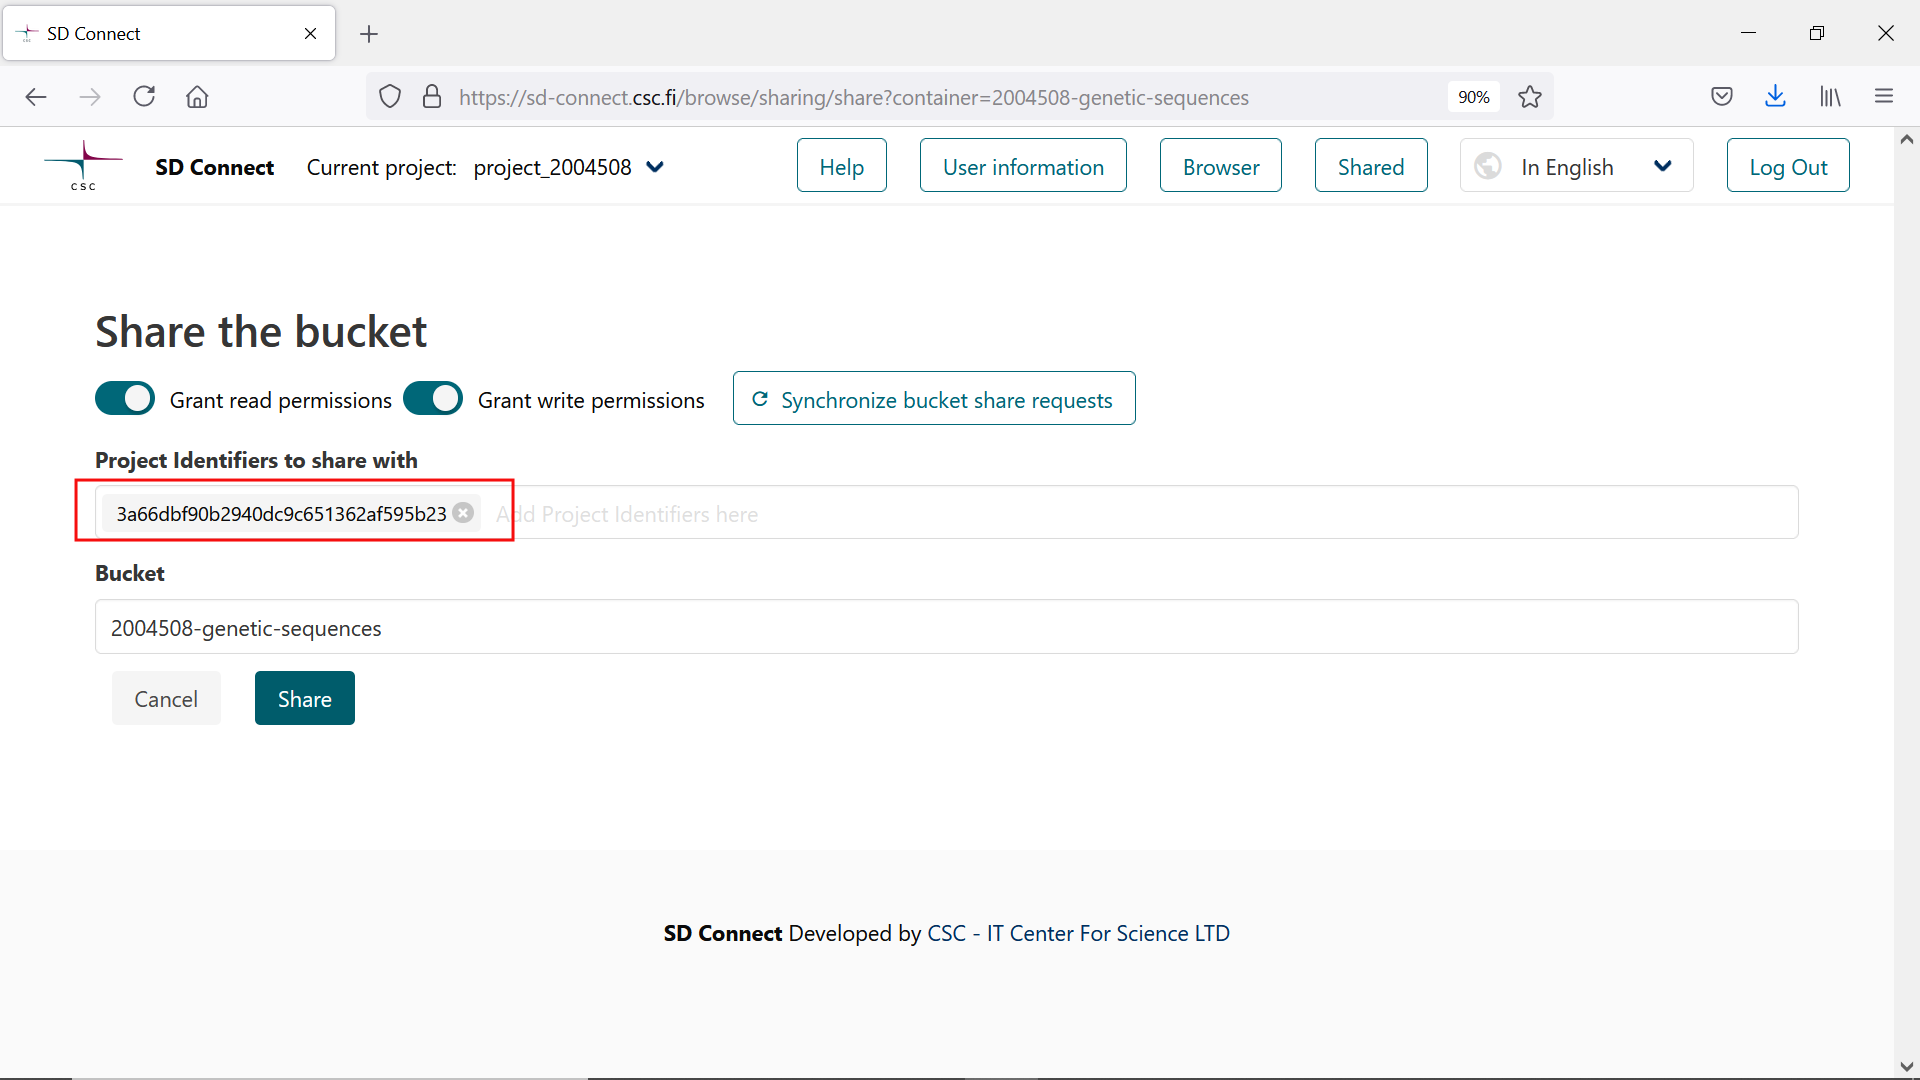 SD Connect
https://sd-connect.csc.fi/browse/sharing/share?container=2004508-genetic-sequences
90%
CSC
SD Connect
Current project: project_2004508
Help
User information
Browser
Shared
In English
Log Out
Share the bucket
Grant read permissions
Grant write permissions
Synchronize bucket share requests
Project Identifiers to share with
3a66dbf90b2940dc9c651362af595b23
Add Project Identifiers here
Bucket
2004508-genetic-sequences
Cancel
Share
SD Connect Developed by CSC - IT Center For Science LTD